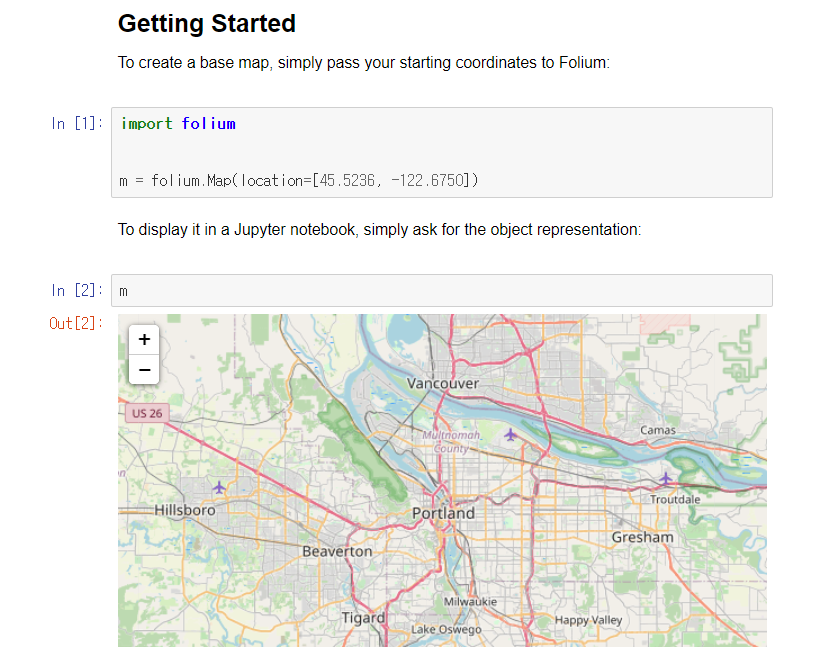 Getting Started
To create a base map, simply pass your starting coordinates to Folium:
In [1]:
import folium
m = folium.Map(location=[45.5236, -122.6750])
To display it in a Jupyter notebook, simply ask for the object representation:
In [2]:
m
Out[2]:
+
−
Vancouver
US 26
Camas
Multnomah
County
Troutdale
Hillsboro
Portland
Gresham
Beaverton
Milwaukie
Tigard
Happy Valley
Lake Oswego